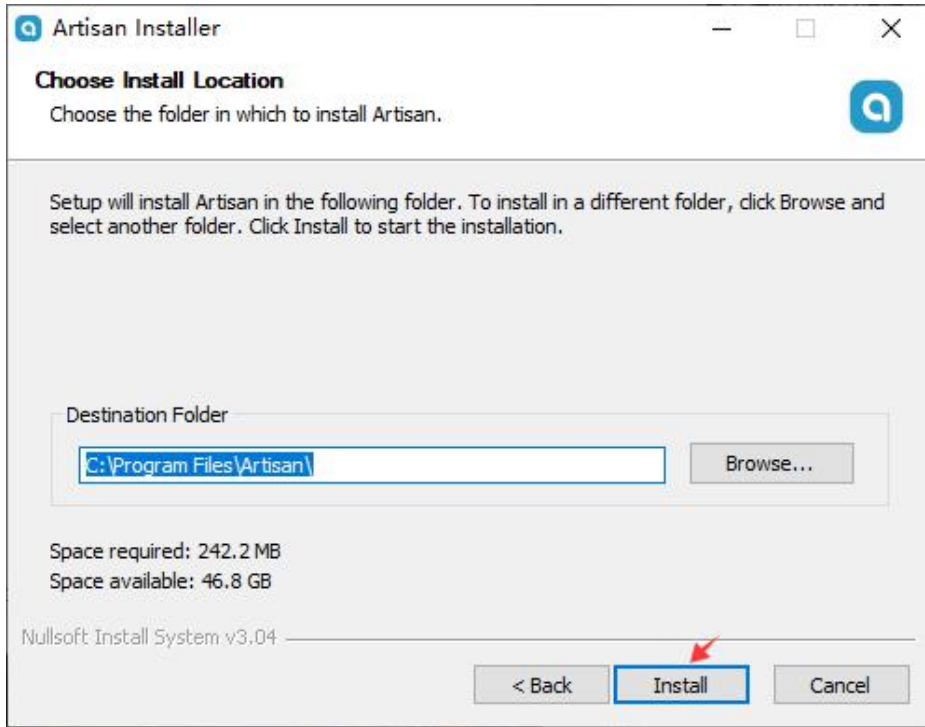 Artisan Installer
Choose Install Location
Choose the folder in which to install Artisan.
Setup will install Artisan in the following folder. To install in a different folder, click Browse and
select another folder. Click Install to start the installation.
Destination Folder
C:\Program Files\Artisan\
Browse...
Space required: 242.2 MB
Space available: 46.8 GB
Nullsoft Install System v3.04
< Back
Install
Cancel